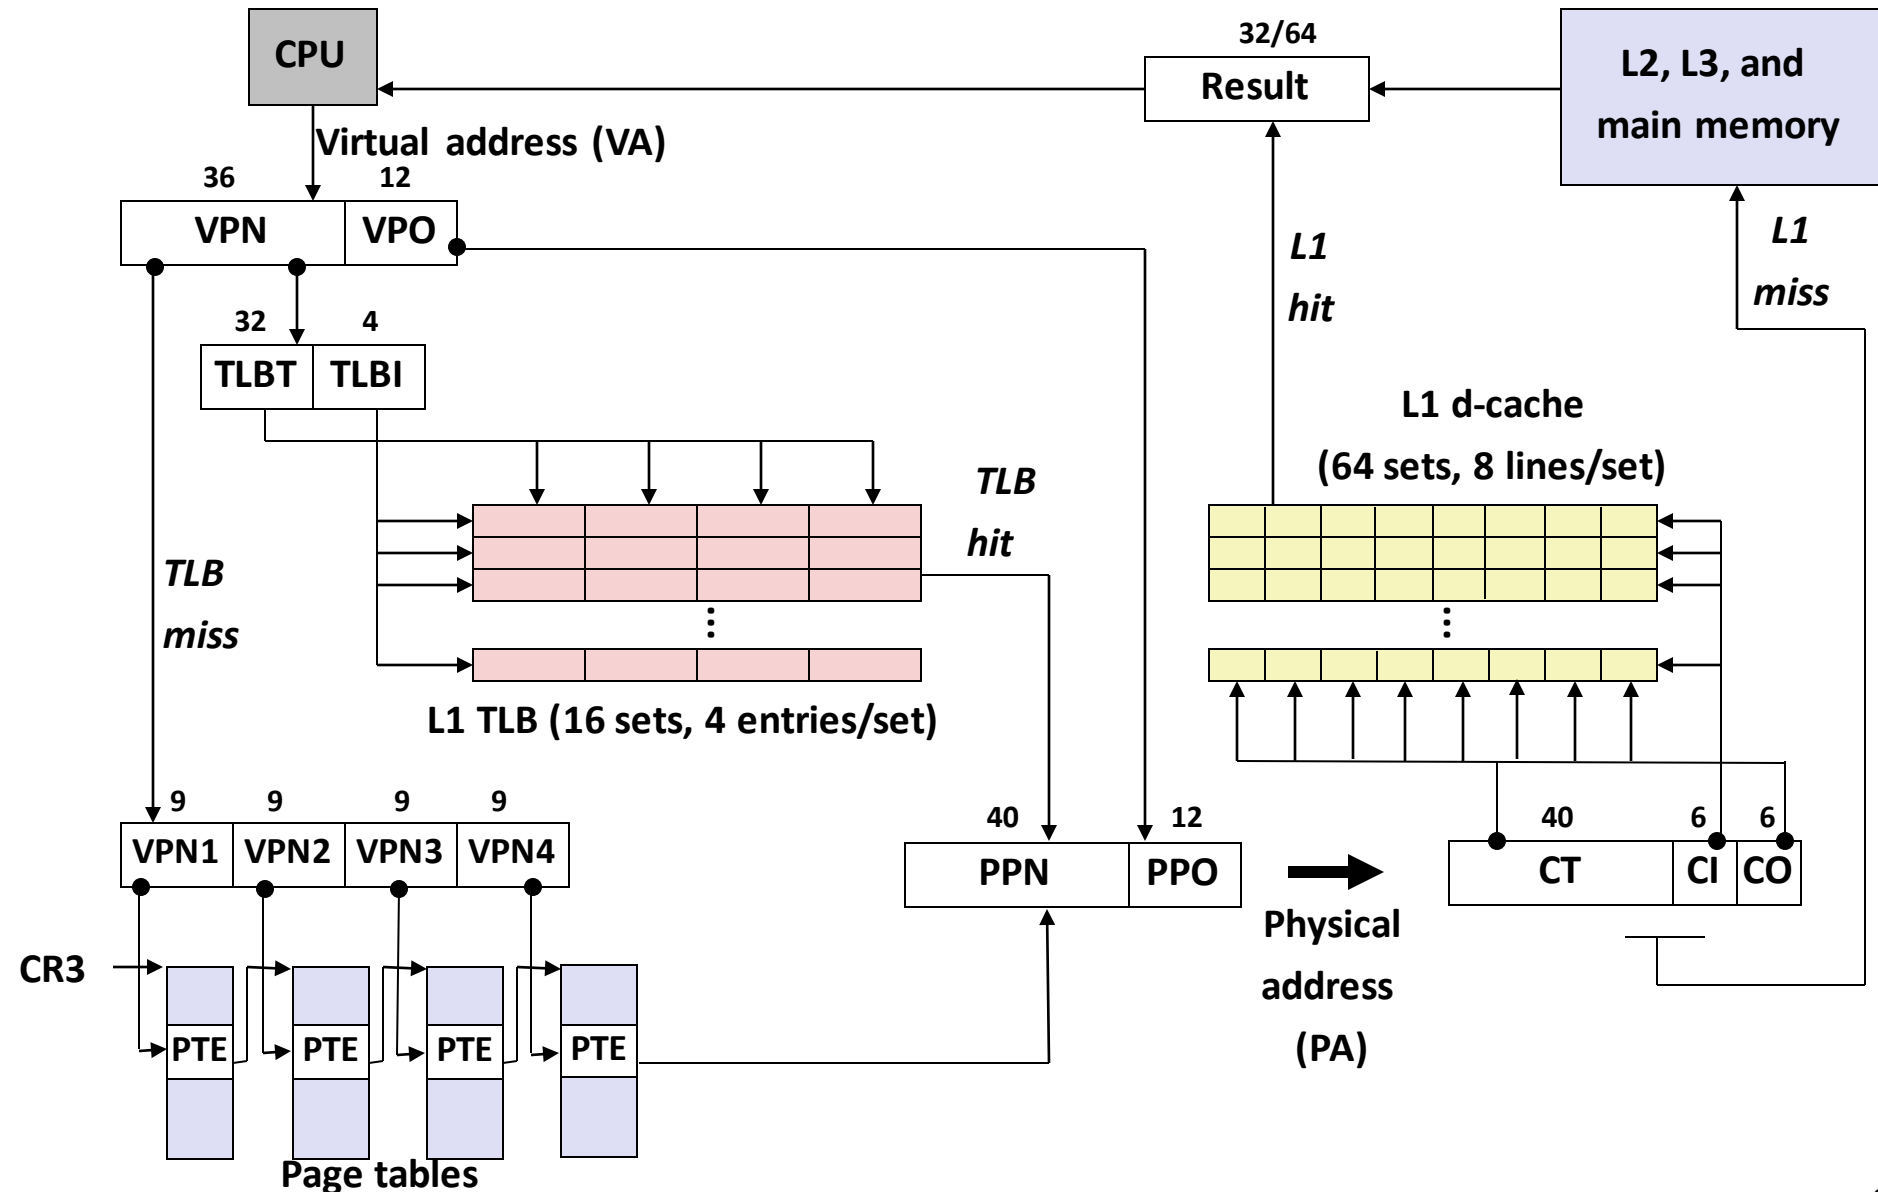 CPU
32/64
Result
L2, L3, and
main memory
Virtual address (VA)
36
12
VPN
VPO
L1
hit
L1
miss
32
4
TLBT
TLBI
L1 d-cache
(64 sets, 8 lines/set)
TLB
hit
TLB
miss
...
...
L1 TLB (16 sets, 4 entries/set)
9
9
9
9
VPN1
VPN2
VPN3
VPN4
40
12
PPN
PPO
40
6
6
CT
CI
CO
Physical
address
(PA)
CR3
PTE
PTE
PTE
PTE
Page tables